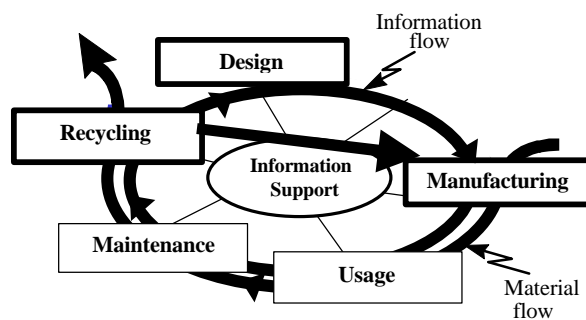 Information
flow
Design
Recycling
Information
Support
Manufacturing
Maintenance
Usage
Material
flow